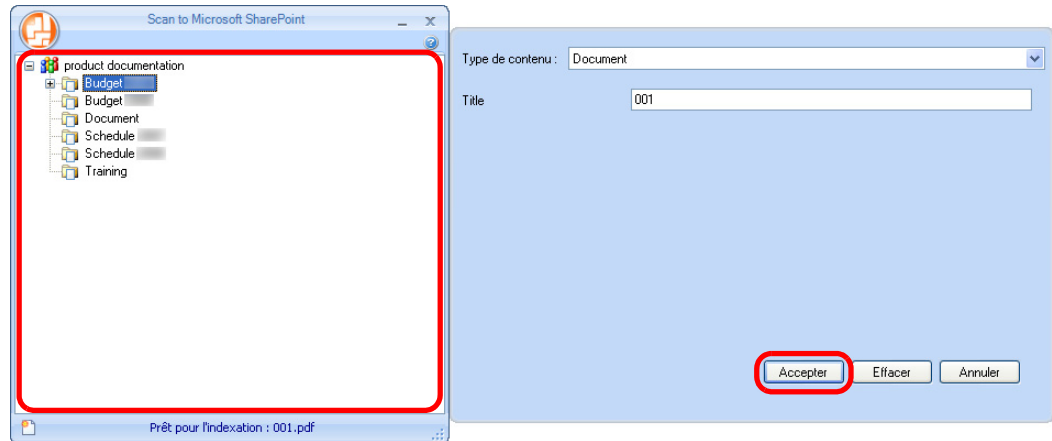 Scan to Microsoft SharePoint
product documentation
Budget
Budget
Document
Schedule
Schedule
Training
Prêt pour l'indexation : 001.pdf
Type de contenu : Document
Title 001
Accepter Effacer Annuler